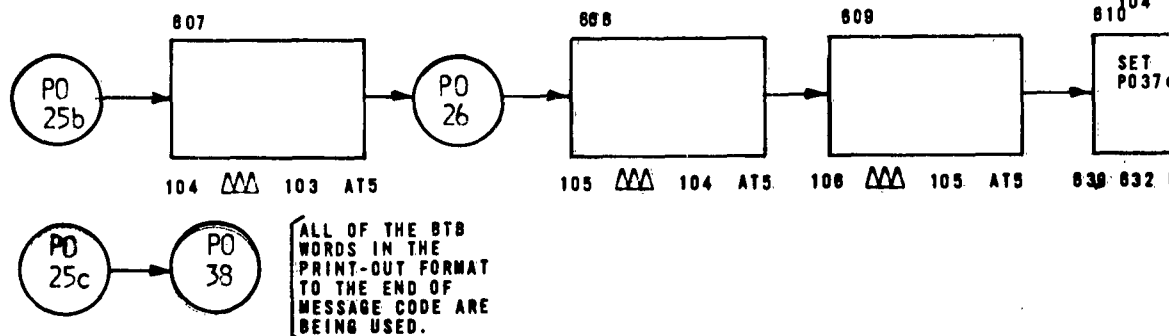 607
608
609
610
104
PO
25b
PO
26
SET
PO37
104 ΔΔΔ 103 AT5
105 ΔΔΔ 104 AT5
106 ΔΔΔ 105 AT5
632
PO
25c
PO
38
ALL OF THE BTB
WORDS IN THE
PRINT-OUT FORMAT
TO THE END OF
MESSAGE CODE ARE
BEING USED.